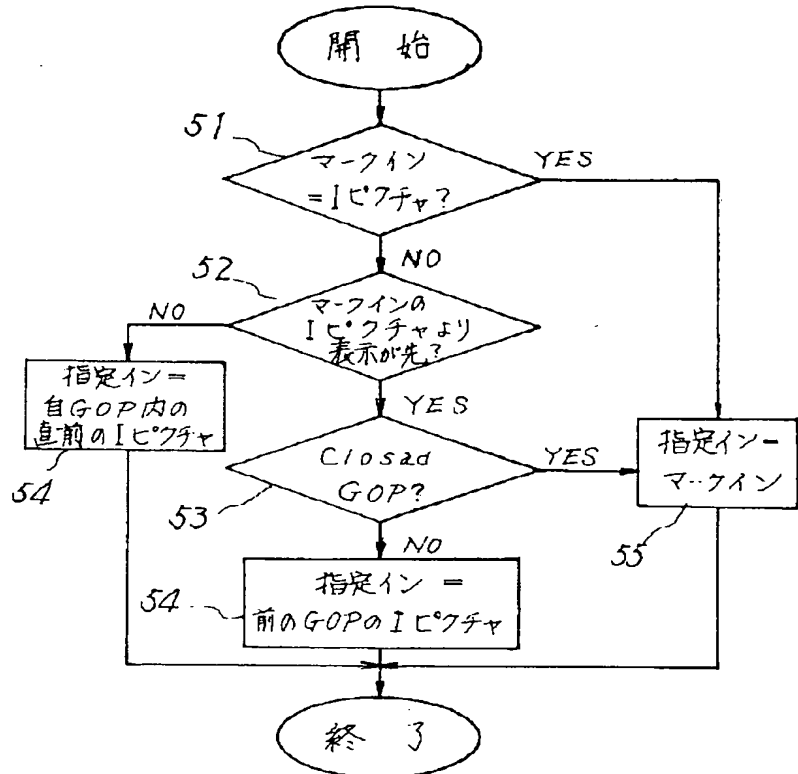 開始
51
マークイン
=Iピクチャ?
YES
NO
52
マークインの
Iピクチャより
表示が先?
NO
YES
指定イン=
自GOP内の
直前のIピクチャ
54
Closad
GOP?
53
YES
指定イン-
マークイン
55
NO
指定イン=
前のGOPのIピクチャ
54
終了